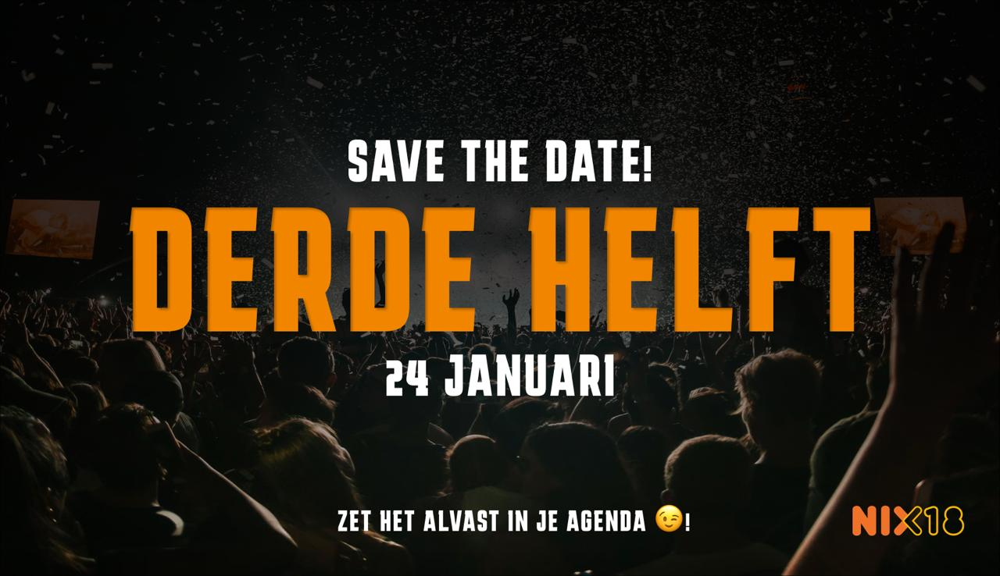 SAVE THE DATE!
DERDE HELFT
24 JANUARI
ZET HET ALVAST IN JE AGENDA 😉!
NIX18